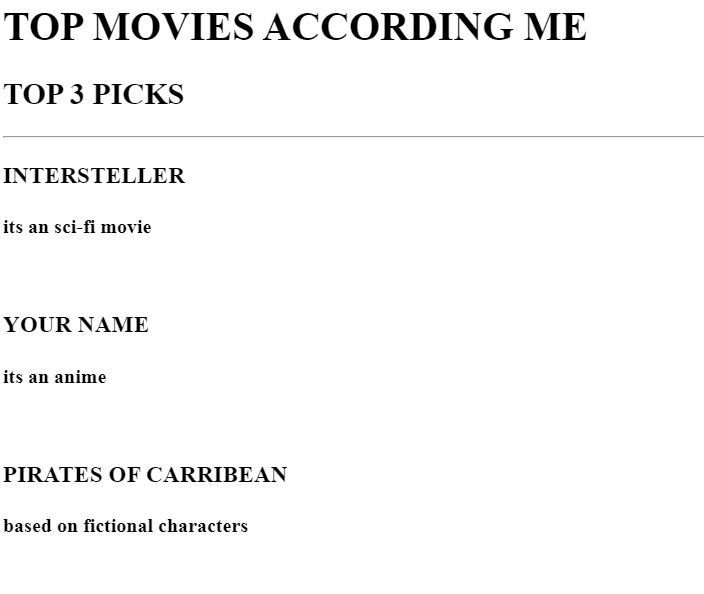 TOP MOVIES ACCORDING ME
TOP 3 PICKS
INTERSTELLER
its an sci-fi movie
YOUR NAME
its an anime
PIRATES OF CARRIBEAN
based on fictional characters